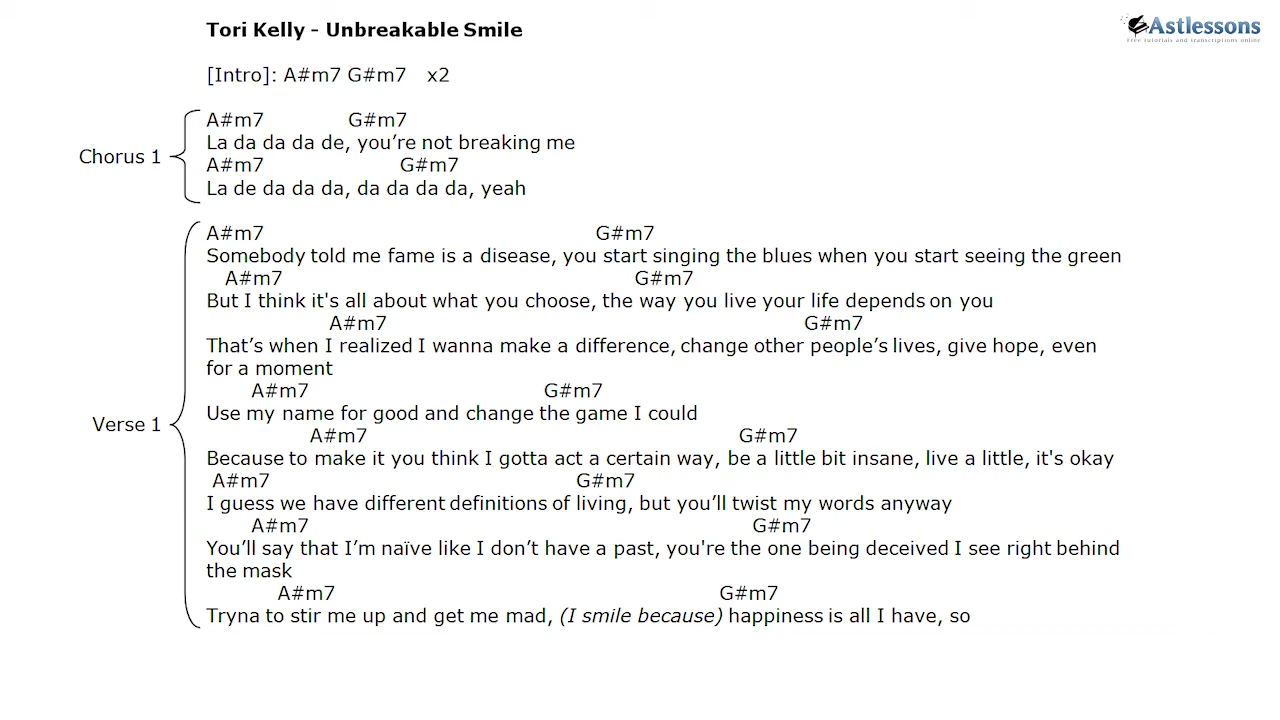 Tori Kelly - Unbreakable Smile
Astlessons
Free tutorials and transcriptions online
[Intro]: A#m7 G#m7 x2
A#m7 G#m7
La da da da de, you’re not breaking me
Chorus 1
A#m7 G#m7
La de da da da, da da da da, yeah
A#m7 G#m7
Somebody told me fame is a disease, you start singing the blues when you start seeing the green
A#m7 G#m7
But I think it's all about what you choose, the way you live your life depends on you
A#m7 G#m7
That’s when I realized I wanna make a difference, change other people’s lives, give hope, even
for a moment
A#m7 G#m7
Use my name for good and change the game I could
Verse 1
A#m7 G#m7
Because to make it you think I gotta act a certain way, be a little bit insane, live a little, it's okay
A#m7 G#m7
I guess we have different definitions of living, but you’ll twist my words anyway
A#m7 G#m7
You’ll say that I’m naïve like I don’t have a past, you're the one being deceived I see right behind
the mask
A#m7 G#m7
Tryna to stir me up and get me mad, (I smile because) happiness is all I have, so